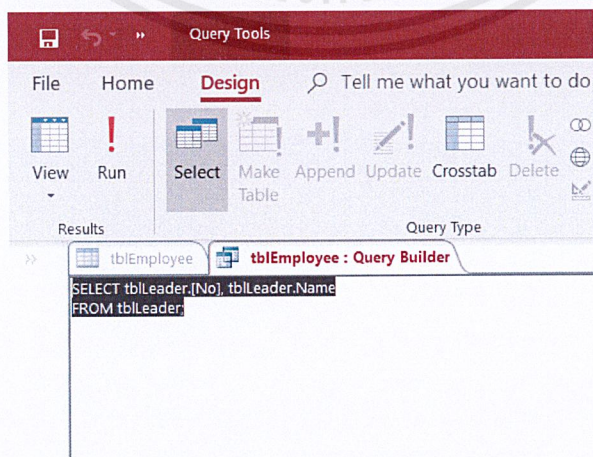 Query Tools
File Home Design Tell me what you want to do
View Run Select Make Table Append Update Crosstab Delete
Results Query Type
tblEmployee tblEmployee : Query Builder
SELECT tblLeader.[No], tblLeader.Name
FROM tblLeader;